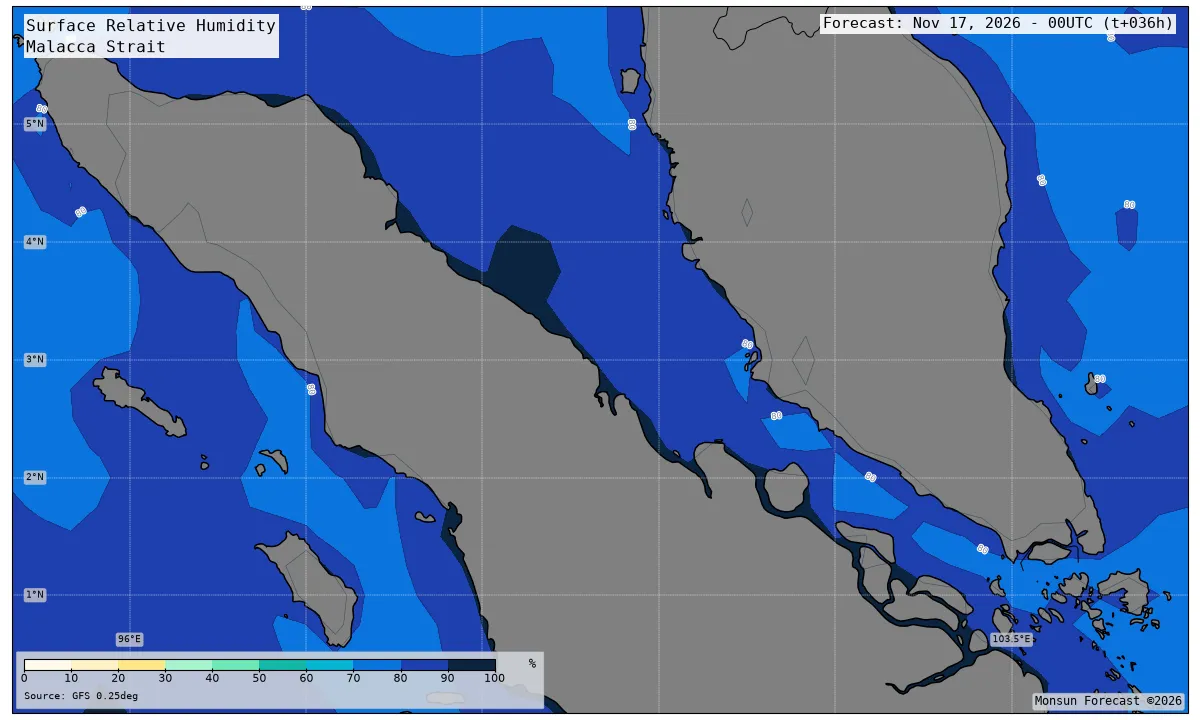 Surface Relative Humidity
Malacca Strait
Forecast: Nov 17, 2026 - 00UTC (t+036h)
80
80
80
5°N
80
80
80
80
4°N
80
3°N
80
80
80
2°N
80
80
1°N
96°E
103.5°E
%
0 10 20 30 40 50 60 70 80 90 100
Source: GFS 0.25deg
Monsun Forecast ©2026